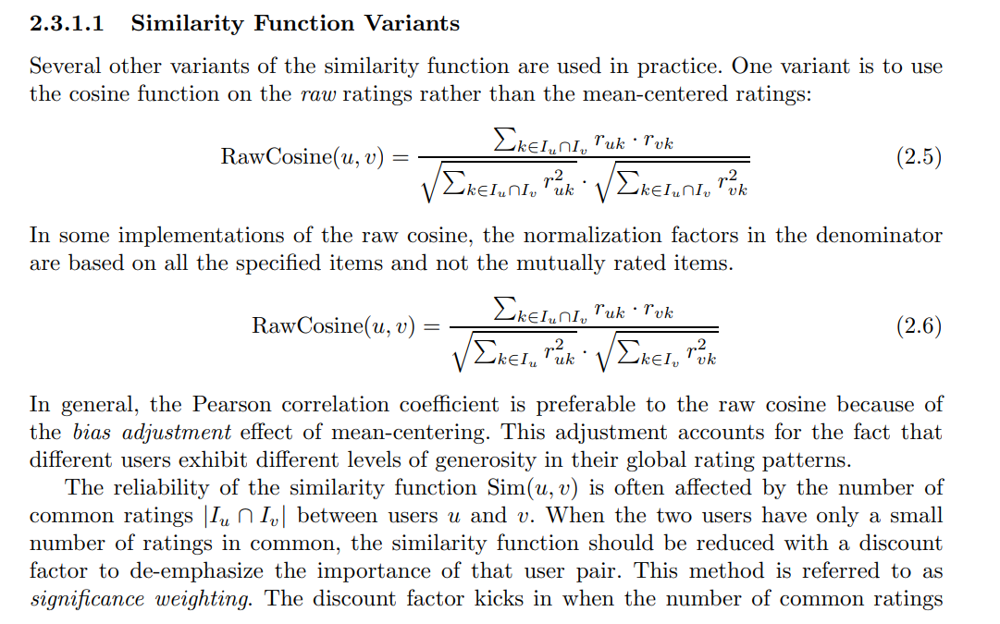 2.3.1.1 Similarity Function Variants
Several other variants of the similarity function are used in practice. One variant is to use
the cosine function on the raw ratings rather than the mean-centered ratings:
RawCosine(u, v) = \frac{\sum_{k \in I_u \cap I_v} r_{uk} \cdot r_{vk}}{\sqrt{\sum_{k \in I_u \cap I_v} r_{uk}^2} \cdot \sqrt{\sum_{k \in I_u \cap I_v} r_{vk}^2}} (2.5)
In some implementations of the raw cosine, the normalization factors in the denominator
are based on all the specified items and not the mutually rated items.
RawCosine(u, v) = \frac{\sum_{k \in I_u \cap I_v} r_{uk} \cdot r_{vk}}{\sqrt{\sum_{k \in I_u} r_{uk}^2} \cdot \sqrt{\sum_{k \in I_v} r_{vk}^2}} (2.6)
In general, the Pearson correlation coefficient is preferable to the raw cosine because of
the bias adjustment effect of mean-centering. This adjustment accounts for the fact that
different users exhibit different levels of generosity in their global rating patterns.
The reliability of the similarity function Sim(u, v) is often affected by the number of
common ratings |I_u ∩ I_v| between users u and v. When the two users have only a small
number of ratings in common, the similarity function should be reduced with a discount
factor to de-emphasize the importance of that user pair. This method is referred to as
significance weighting. The discount factor kicks in when the number of common ratings